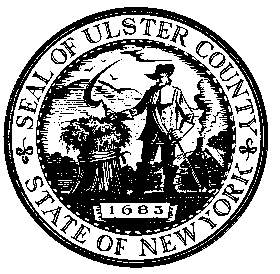 SEAL OF ULSTER COUNTY
STATE OF NEW YORK
1683